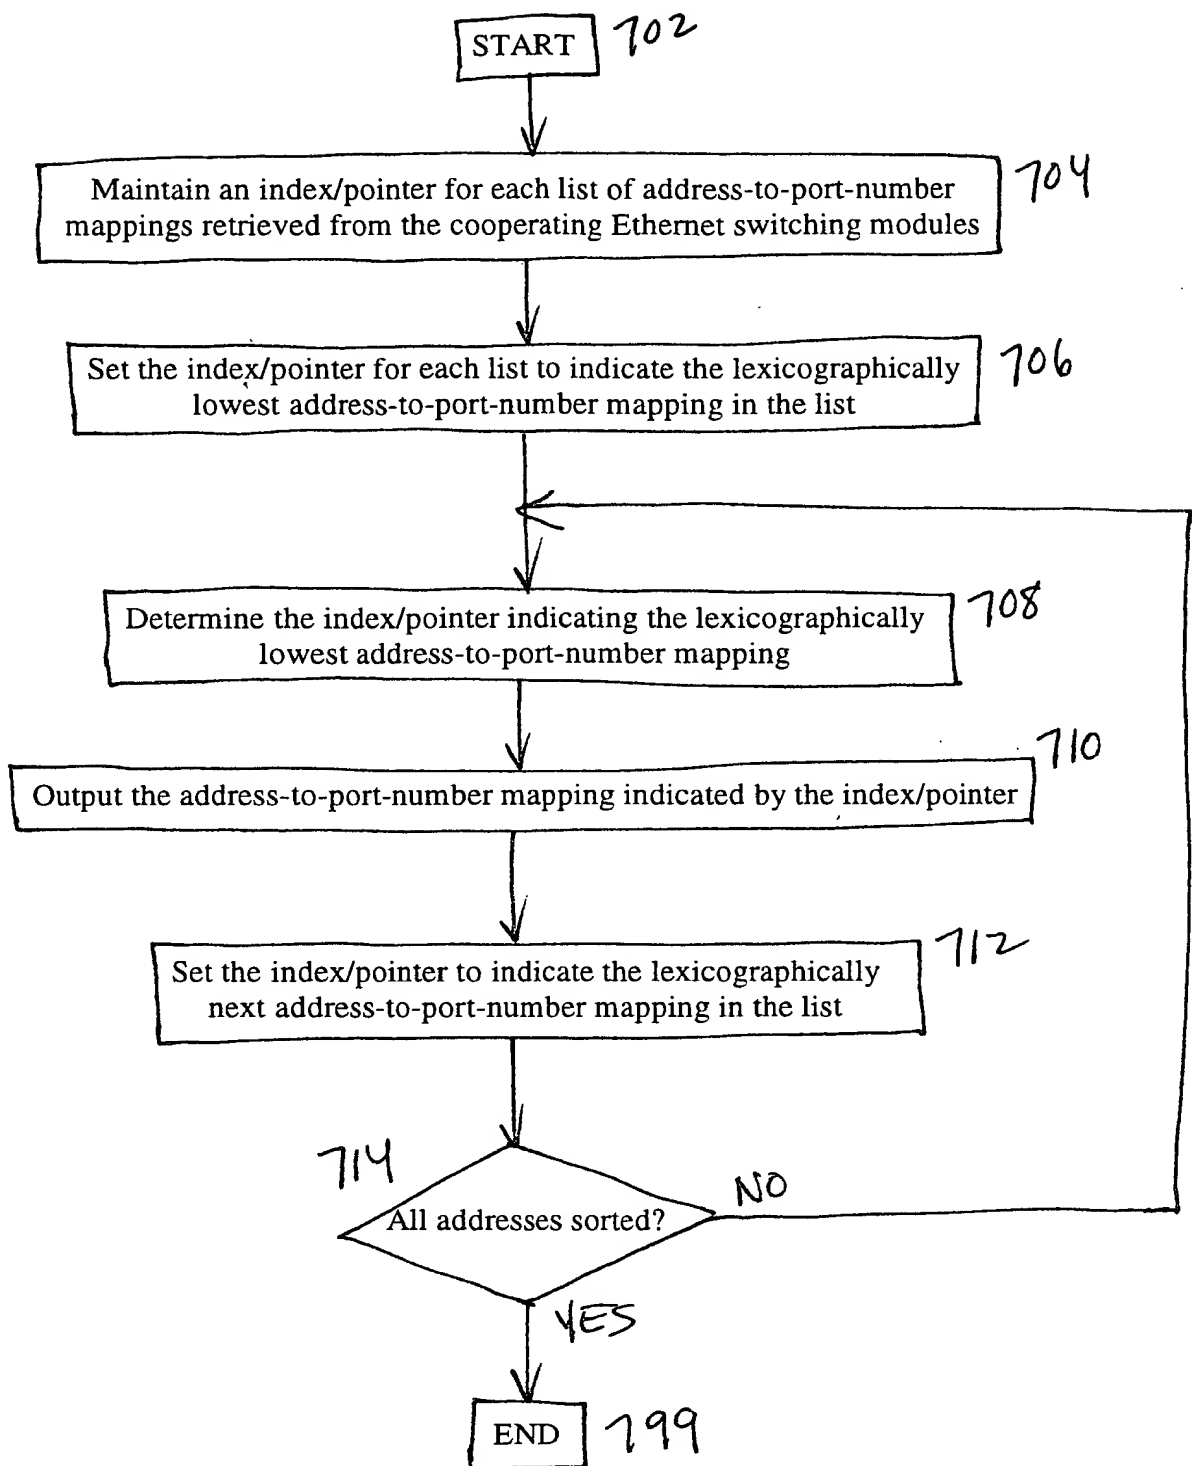 START 702
Maintain an index/pointer for each list of address-to-port-number 704
mappings retrieved from the cooperating Ethernet switching modules
Set the index/pointer for each list to indicate the lexicographically 706
lowest address-to-port-number mapping in the list
Determine the index/pointer indicating the lexicographically 708
lowest address-to-port-number mapping
710
Output the address-to-port-number mapping indicated by the index/pointer
Set the index/pointer to indicate the lexicographically 712
next address-to-port-number mapping in the list
714
NO
All addresses sorted?
YES
END 799